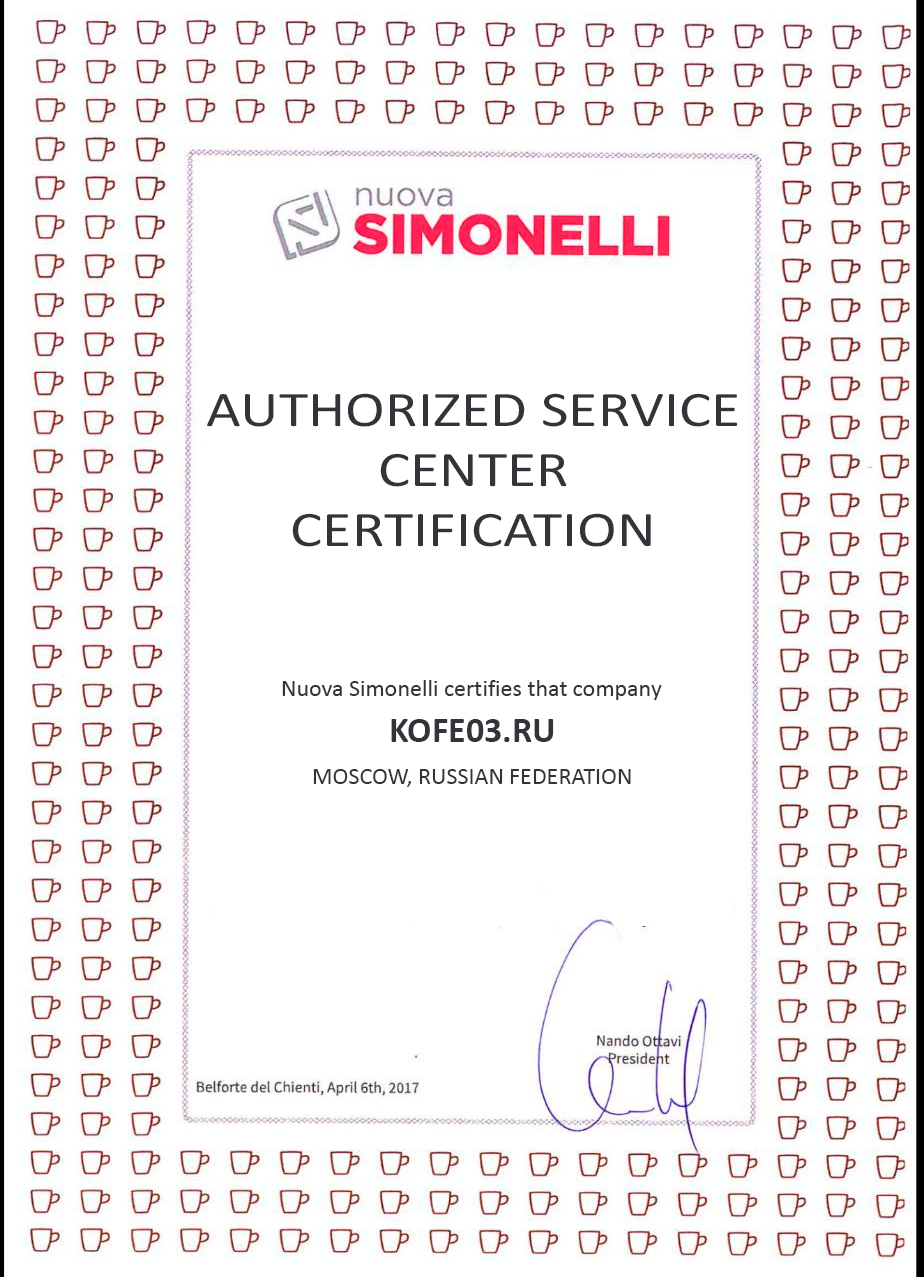 nuova
SIMONELLI
AUTHORIZED SERVICE
CENTER
CERTIFICATION
Nuova Simonelli certifies that company
KOFE03.RU
MOSCOW, RUSSIAN FEDERATION
Nando Ottavi
President
Belforte del Chienti, April 6th, 2017